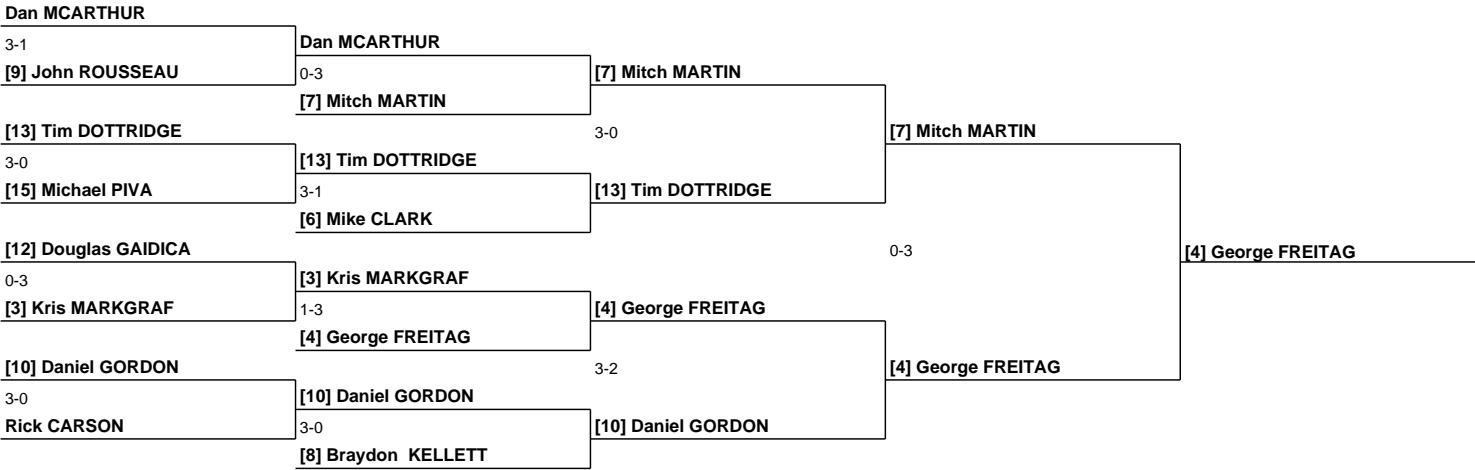 Dan MCARTHUR
3-1
Dan MCARTHUR
[9] John ROUSSEAU
0-3
[7] Mitch MARTIN
[7] Mitch MARTIN
[13] Tim DOTTRIDGE
3-0
[7] Mitch MARTIN
3-0
[13] Tim DOTTRIDGE
[15] Michael PIVA
3-1
[13] Tim DOTTRIDGE
[6] Mike CLARK
[12] Douglas GAIDICA
0-3
[4] George FREITAG
0-3
[3] Kris MARKGRAF
[3] Kris MARKGRAF
1-3
[4] George FREITAG
[4] George FREITAG
[10] Daniel GORDON
3-2
[4] George FREITAG
3-0
[10] Daniel GORDON
Rick CARSON
3-0
[10] Daniel GORDON
[8] Braydon  KELLETT